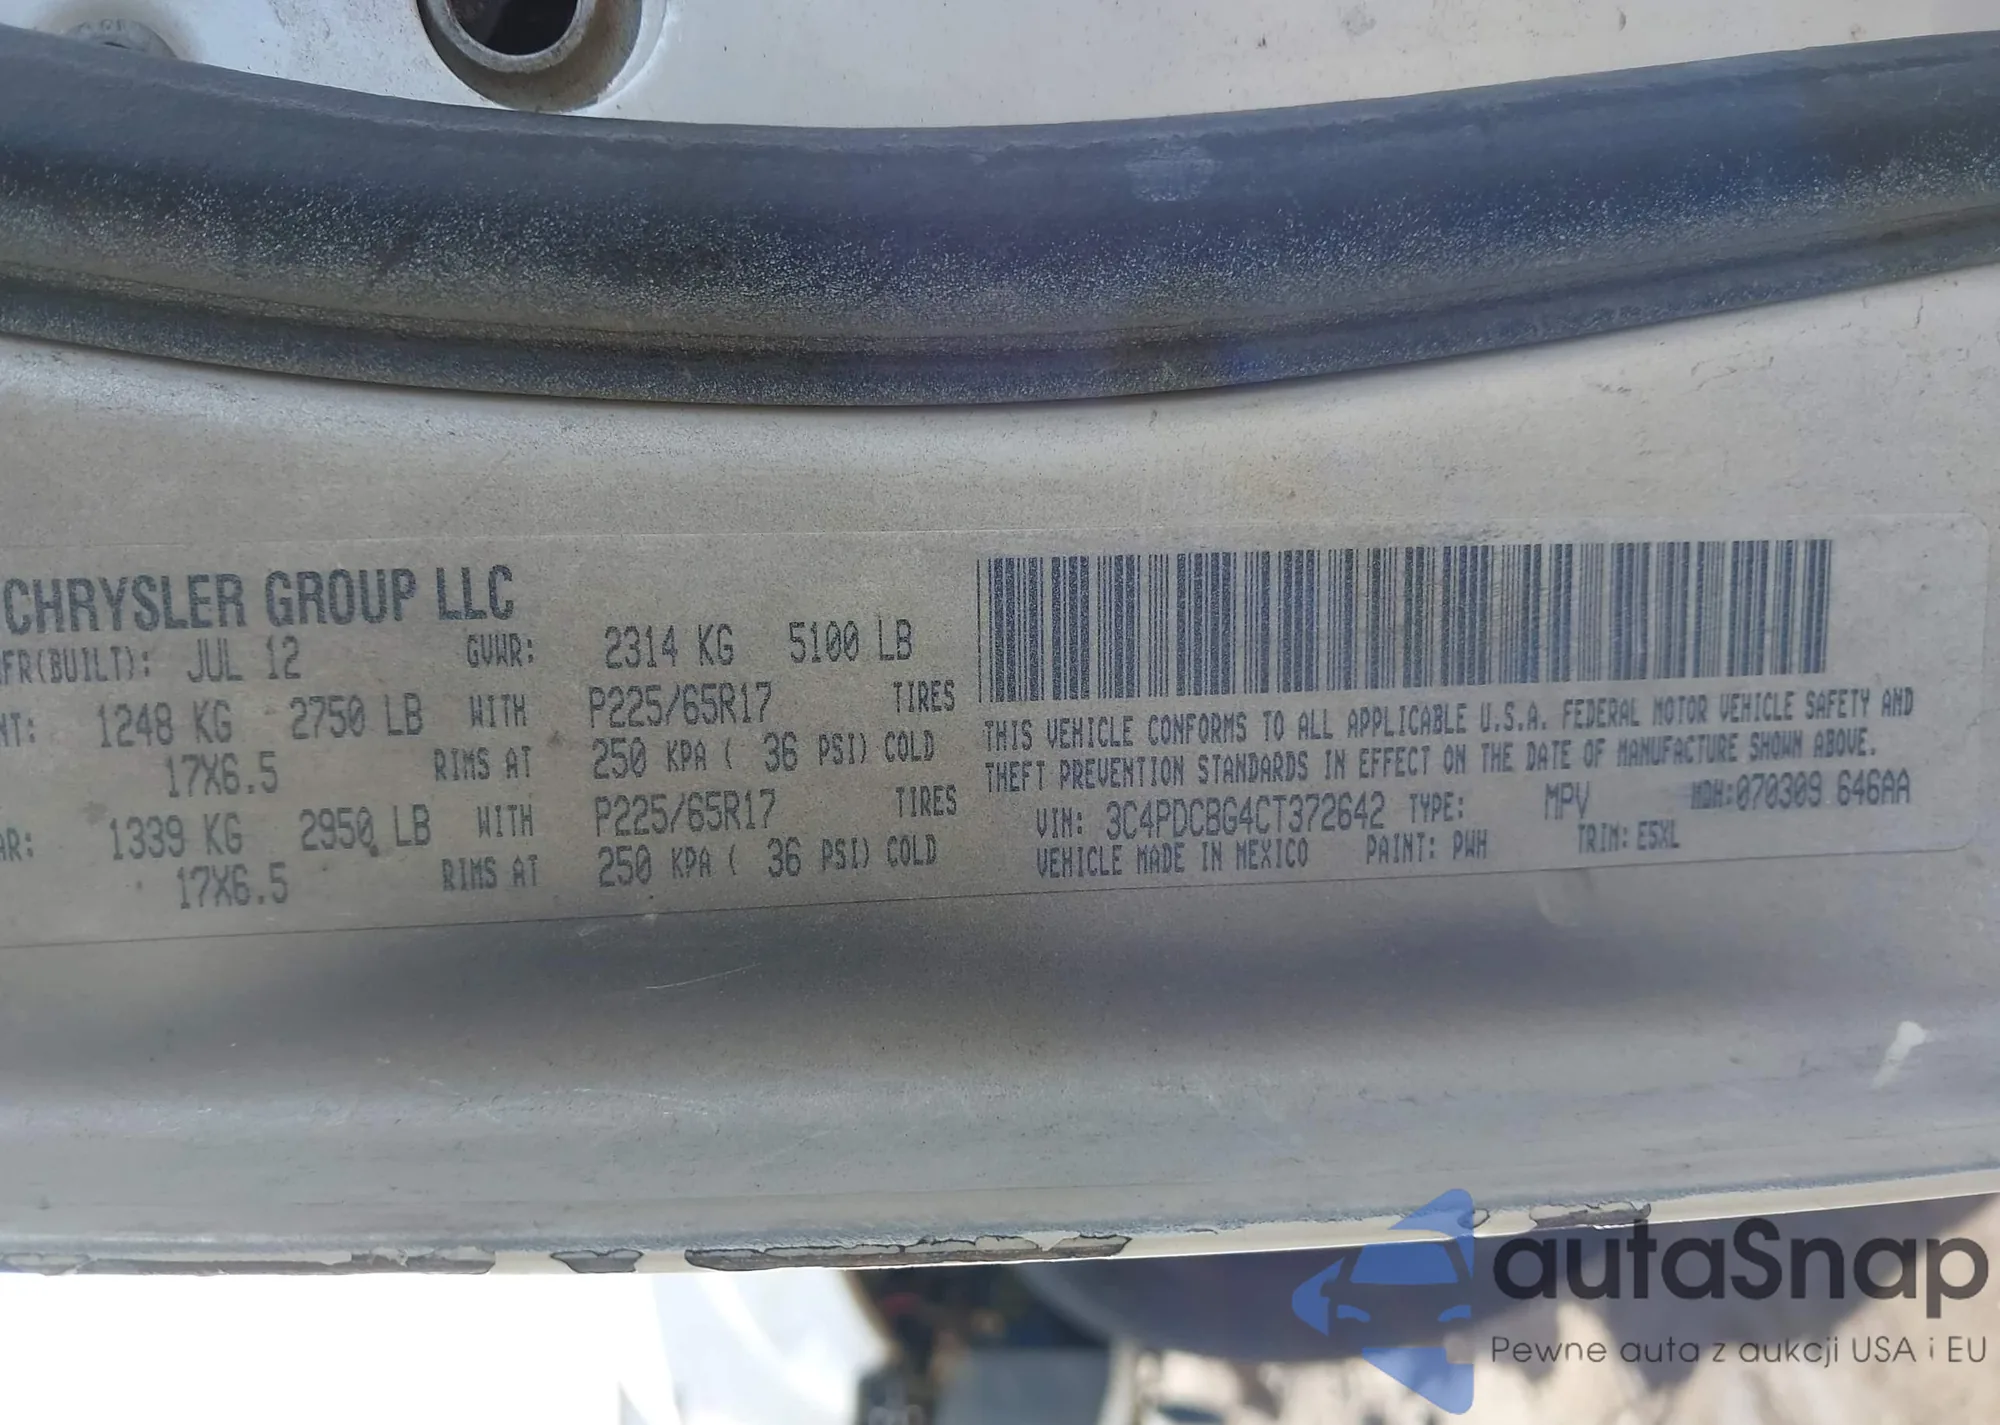 CHRYSLER GROUP LLC
FR(BUILT): JUL 12 GVWR: 2314 KG 5100 LB
NT: 1248 KG 2750 LB WITH P225/65R17 TIRES
17X6.5 RIMS AT 250 KPA ( 36 PSI) COLD
AR: 1339 KG 2950 LB WITH P225/65R17 TIRES
17X6.5 RIMS AT 250 KPA ( 36 PSI) COLD
THIS VEHICLE CONFORMS TO ALL APPLICABLE U.S.A. FEDERAL MOTOR VEHICLE SAFETY AND
THEFT PREVENTION STANDARDS IN EFFECT ON THE DATE OF MANUFACTURE SHOWN ABOVE.
VIN: 3C4PDCBG4CT372642 TYPE: MPV MDH:070309 646AA
VEHICLE MADE IN MEXICO PAINT: PWH TRIM: E5XL
autaSnap
Pewne auta z aukcji USA i EU